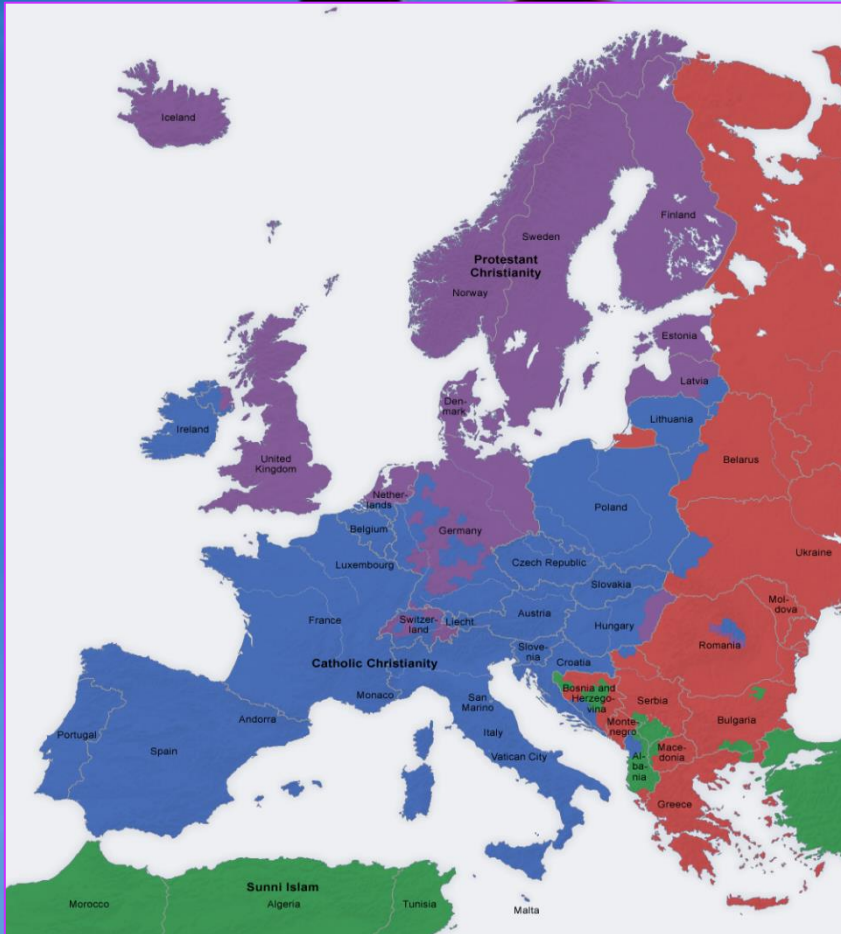 Iceland
Finland
Sweden
Protestant
Christianity
Norway
Estonia
Latvia
Den-
mark
Lithuania
Ireland
United
Kingdom
Belarus
Nether-
lands
Poland
Belgium
Germany
Ukraine
Luxembourg
Czech Republic
Slovakia
Mol-
dova
France
Switzer-
land
Liecht.
Austria
Hungary
Romania
Slove-
nia
Croatia
Catholic Christianity
Monaco
San
Marino
Bosnia and
Herzego-
vina
Serbia
Andorra
Monte-
negro
Bulgaria
Portugal
Spain
Italy
Vatican City
Al-
ba-
nia
Mace-
donia
Greece
Sunni Islam
Morocco
Algeria
Tunisia
Malta